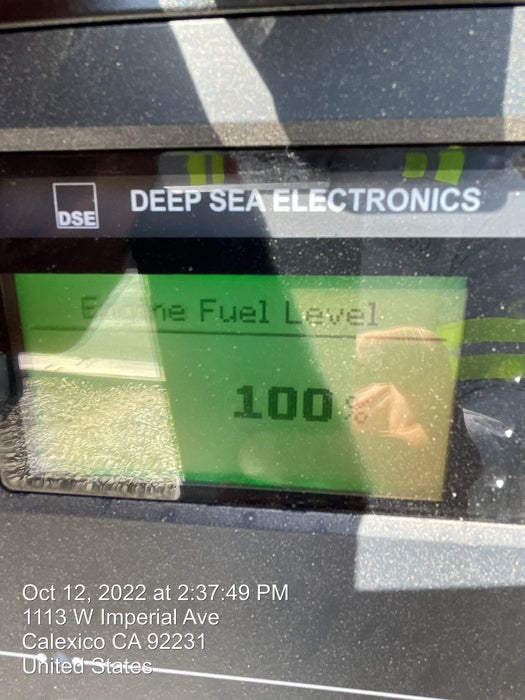 DSE
DEEP SEA ELECTRONICS
Engine Fuel Level
100%
Oct 12, 2022 at 2:37:49 PM
1113 W Imperial Ave
Calexico CA 92231
United States